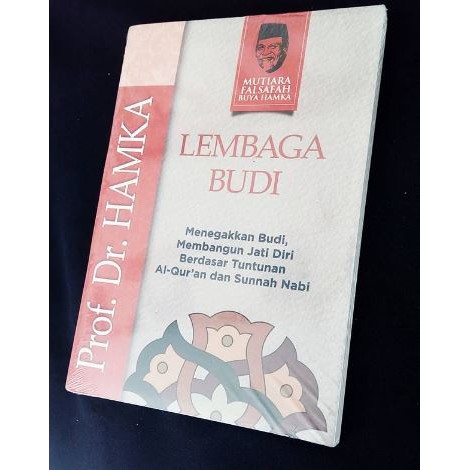 MUTIARA
FALSAFAH
BUYA HAMKA
LEMBAGA
BUDI
Menegakkan Budi,
Membangun Jati Diri
Berdasar Tuntunan
Al-Qur'an dan Sunnah Nabi
Prof. Dr. HAMKA